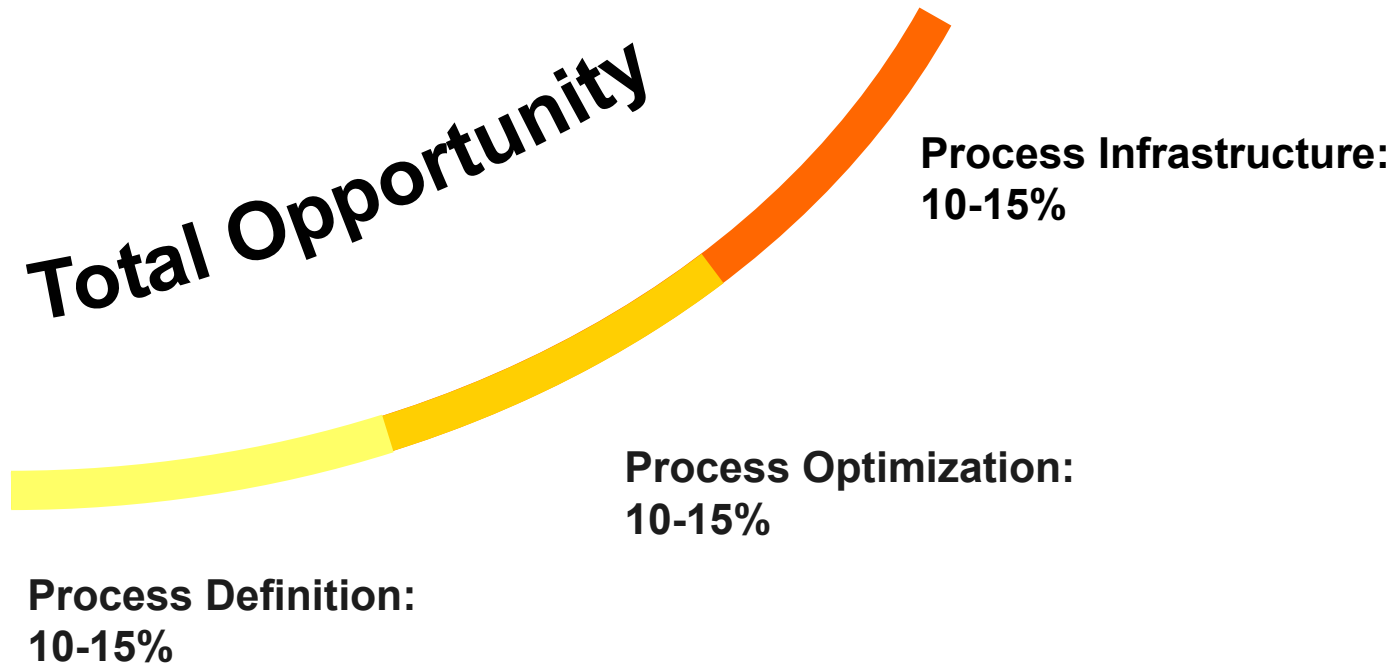 Total Opportunity
Process Infrastructure:
10-15%
Process Optimization:
10-15%
Process Definition:
10-15%